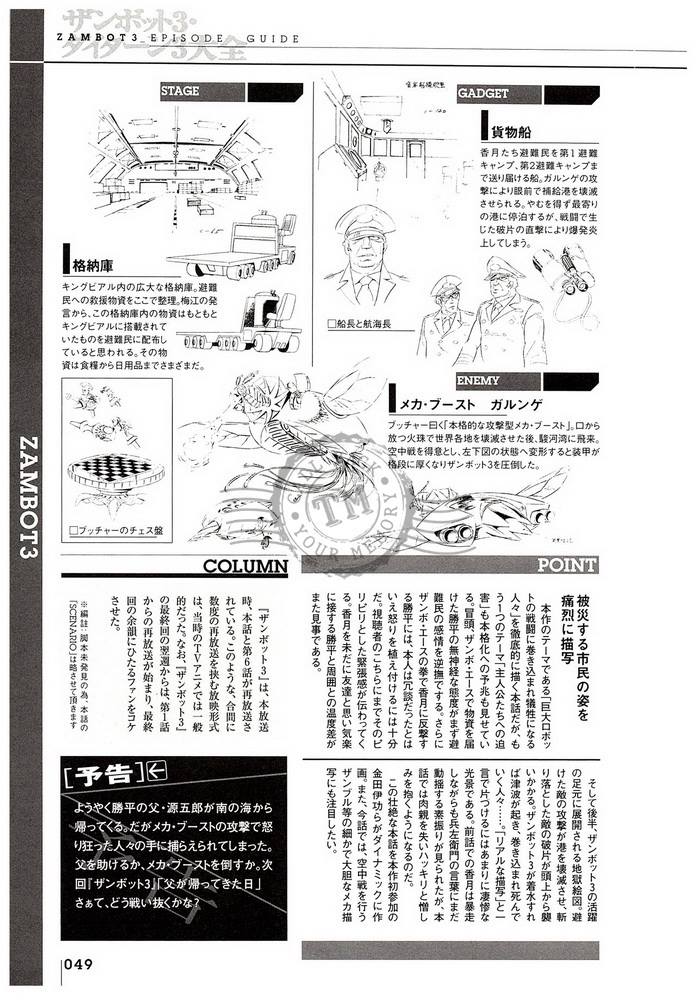 ザンボット3・
ダイターン3大全
ZAMBOT3_EPISODE GUIDE
STAGE
格納庫
キングビアル内の広大な格納庫。避難
民への救援物資をここで整理。梅江の発
言から、この格納庫内の物資はもともと
キングビアルに搭載されて
いたものを避難民に配布し
ていると思われる。その物
資は食糧から日用品までさまざまだ。
GADGET
貨物船
香月たち避難民を第1避難
キャンプ、第2避難キャンプま
で送り届ける船。ガルンゲの攻
撃により眼前で補給港を壊滅
させられる。やむを得ず最寄り
の港に停泊するが、戦闘で生
じた破片の直撃により爆発炎
上してしまう。
□船長と航海長
ENEMY
メカ・ブースト ガルンゲ
ブッチャー曰く「本格的な攻撃型メカ・ブースト」。口から
放つ火球で世界各地を壊滅させた後、駿河湾に飛来。
空中戦を得意とし、左下図の状態へ変形すると装甲が
格段に厚くなりザンボット3を圧倒した。
□ブッチャーのチェス盤
TM
YOUR MEMORY
ZAMBOT3
POINT
被災する市民の姿を
痛烈に描写
本作のテーマである「巨大ロボッ
トの戦闘に巻き込まれ犠牲になる
人々」を徹底的に描く本話だが、も
う1つのテーマ「主人公たちへの迫
害」も本格化への予兆も見せてい
る。冒頭、ザンボ・エースで物資を届
けた勝平の無神経な態度がまず避
難民の感情を逆撫でする。さらに
ザンボ・エースの拳で香月に反撃す
る勝平には、本人は冗談だったとは
いえ怒りを植え付けるには十分
だ。視聴者のこちらにまでそのピ
リピリとした緊張感が伝わってく
る。香月を未だに友達と思い気楽
に接する勝平と周囲との温度差が
また見事である。
そして後半、ザンボット3の活躍
の足元に展開される地獄絵図。避
けた敵の攻撃が港を壊滅させ、斬
り落とした敵の破片が頭上から襲
いかかる。ザンボット3が着水すれ
ば津波が起き、巻き込まれ死んで
いく人々……。「リアルな描写」と一
言で片づけるにはあまりに凄惨な
光景である。前話での香月は暴走
しながらも兵左衛門の言葉にまだ
動揺する素振りが見られたが、本
話では肉親を失いハッキリと憎し
みを抱くようになるのだ。
この壮絶な本話を本作初参加の
金田伊功らがダイナミックに作
画。また、今話では、空中戦を行う
ザンブル等の細かで大胆なメカ描
写にも注目したい。
COLUMN
『ザンボット3』は、本放送
時、本話と第6話が再放送さ
れている。このような、合間に
数度の再放送を挟む放映形式
は、当時のTVアニメでは一般
的だった。なお、『ザンボット3』
の最終回の翌週からは、第1話
からの再放送が始まり、最終
回の余韻にひたるファンをコケ
させた。
※編註：脚本未発見の為、本話の
「SCENARIO」は略させて頂きます
[予告]←
ようやく勝平の父・源五郎が南の海から
帰ってくる。だがメカ・ブーストの攻撃で怒
り狂った人々の手に捕らえられてしまった。
父を助けるか、メカ・ブーストを倒すか。次
回『ザンボット3』「父が帰ってきた日」
さぁて、どう戦い抜くかな?
049